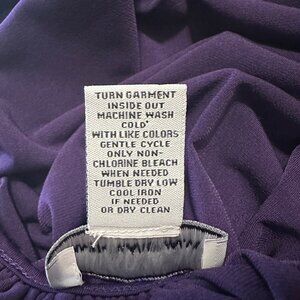 TURN GARMENT
INSIDE OUT
MACHINE WASH
COLD
WITH LIKE COLORS
GENTLE CYCLE
ONLY NON-
CHLORINE BLEACH
WHEN NEEDED
TUMBLE DRY LOW
COOL IRON
IF NEEDED
OR DRY CLEAN